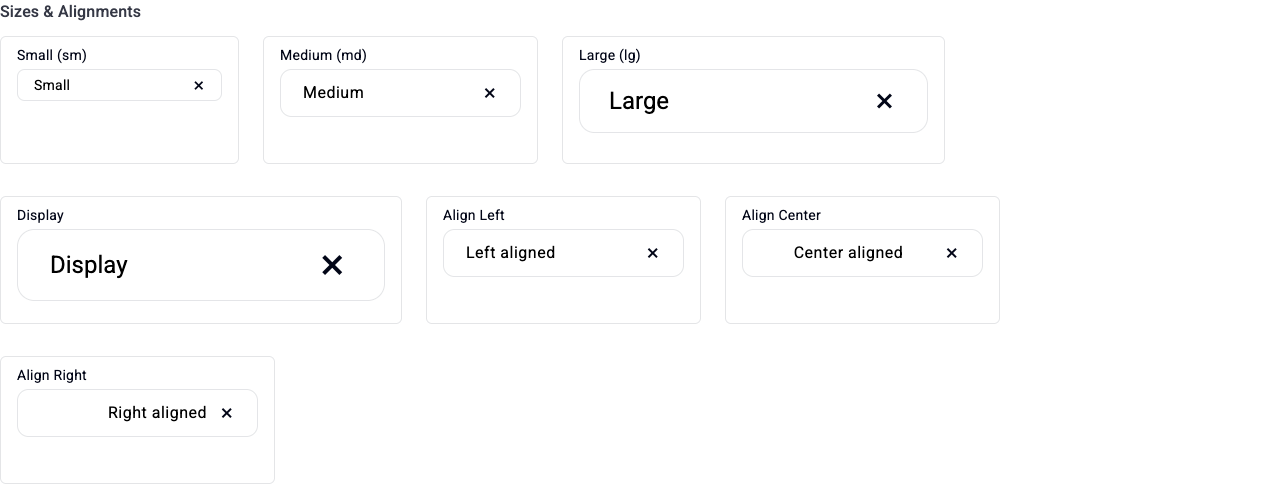 Sizes & Alignments
Small (sm)
Small
Medium (md)
Medium
Large (lg)
Large
Display
Display
Align Left
Left aligned
Align Center
Center aligned
Align Right
Right aligned